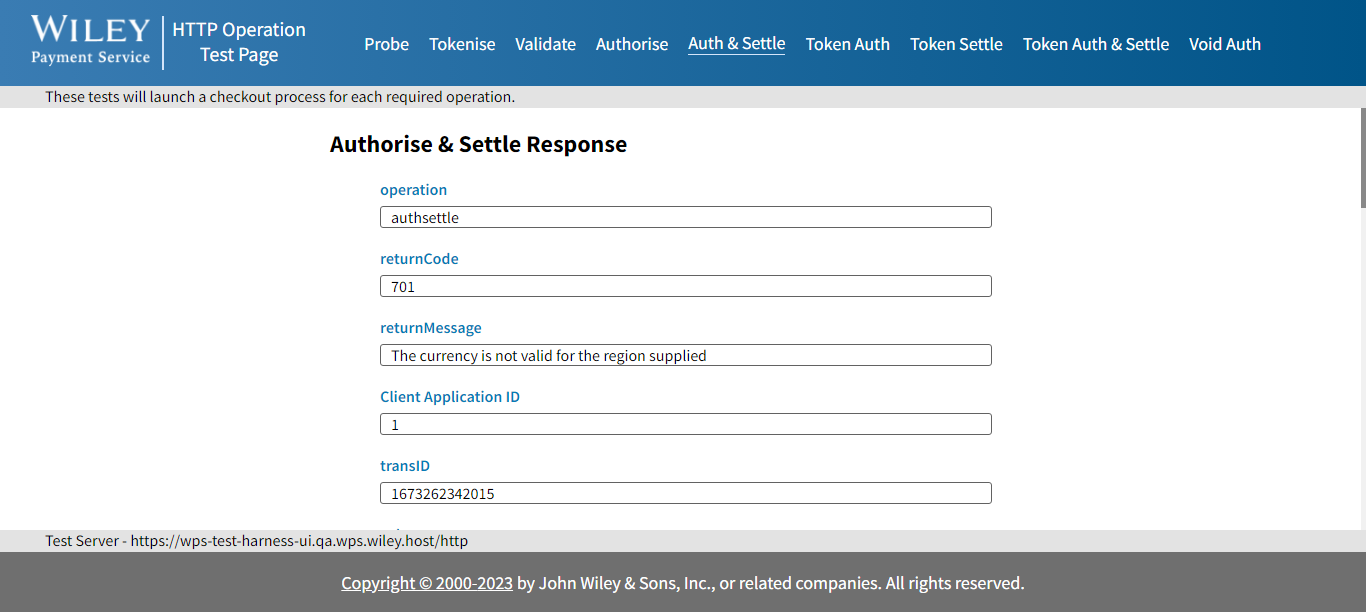 WILEY
Payment Service
HTTP Operation
Test Page
Probe Tokenise Validate Authorise Auth & Settle Token Auth Token Settle Token Auth & Settle Void Auth
These tests will launch a checkout process for each required operation.
Authorise & Settle Response
operation
authsettle
returnCode
701
returnMessage
The currency is not valid for the region supplied
Client Application ID
1
transID
1673262342015
Test Server - https://wps-test-harness-ui.qa.wps.wiley.host/http
Copyright © 2000-2023 by John Wiley & Sons, Inc., or related companies. All rights reserved.